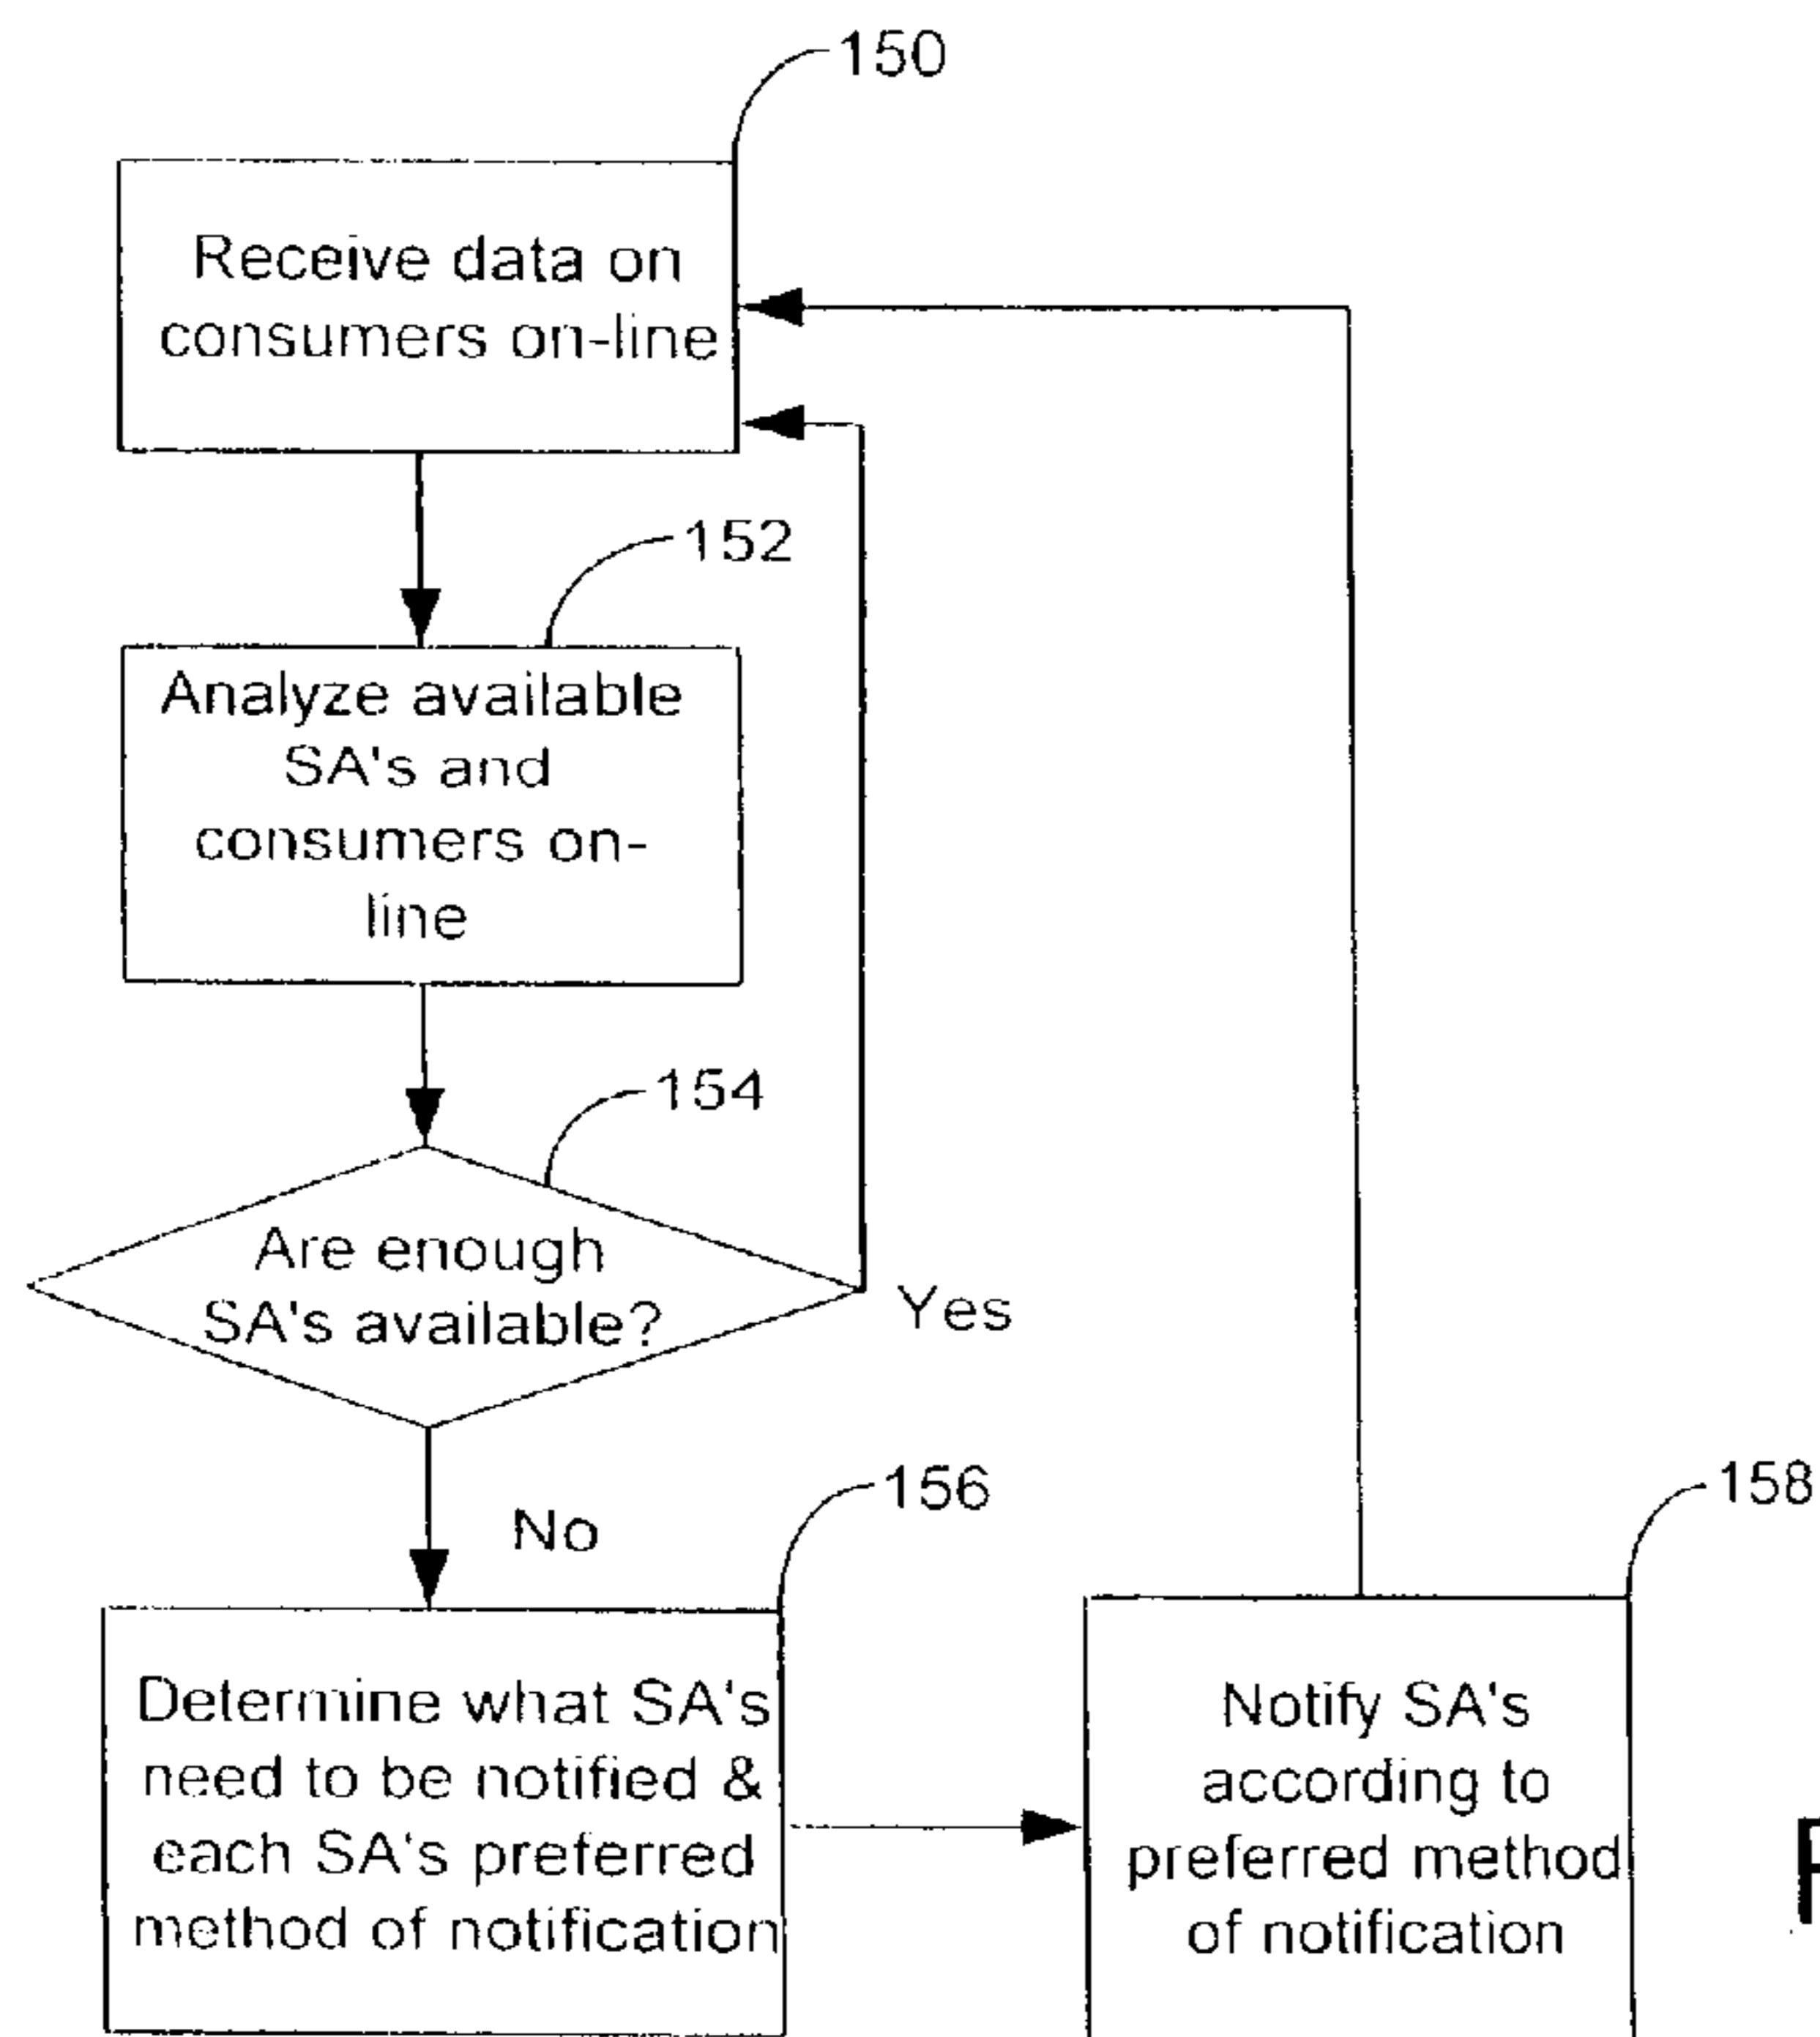 150
Receive data on
consumers on-line
152
Analyze available
SA's and
consumers on-
line
154
Are enough
SA's available?
Yes
No
156
158
Determine what SA's
need to be notified &
each SA's preferred
method of notification
Notify SA's
according to
preferred method
of notification